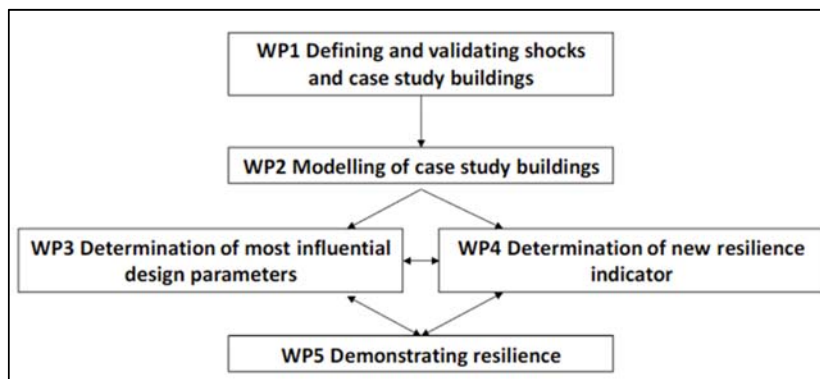 WP1 Defining and validating shocks
and case study buildings
WP2 Modelling of case study buildings
WP3 Determination of most influential
design parameters
WP4 Determination of new resilience
indicator
WP5 Demonstrating resilience